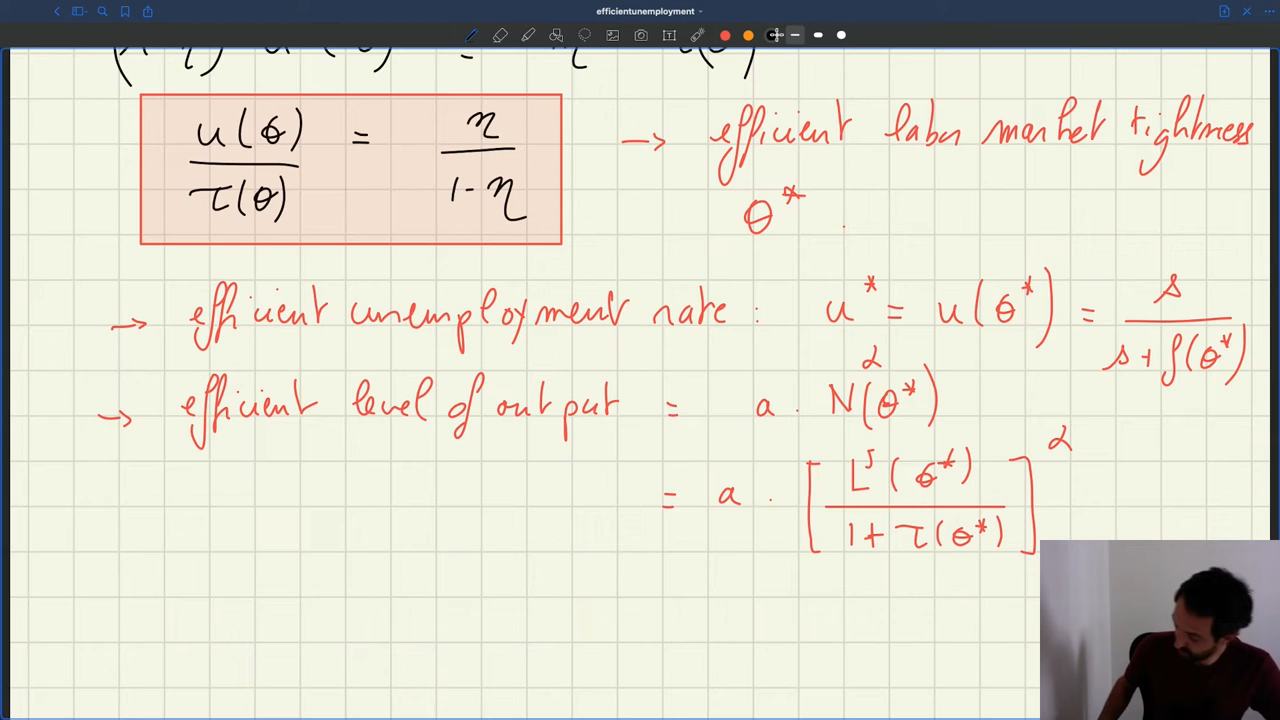 efficientunemployment
u(θ) / τ(θ) = η / 1-η → efficient labor market tightness
θ*
→ efficient unemployment rate : u* = u(θ*) = s / s+f(θ*)
→ efficient level of output = a . N(θ*)^α
= a . [L^s(θ*) / 1+τ(θ*)]^α